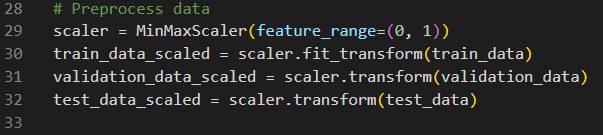 28 # Preprocess data
29 scaler = MinMaxScaler(feature_range=(0, 1))
30 train_data_scaled = scaler.fit_transform(train_data)
31 validation_data_scaled = scaler.transform(validation_data)
32 test_data_scaled = scaler.transform(test_data)
33